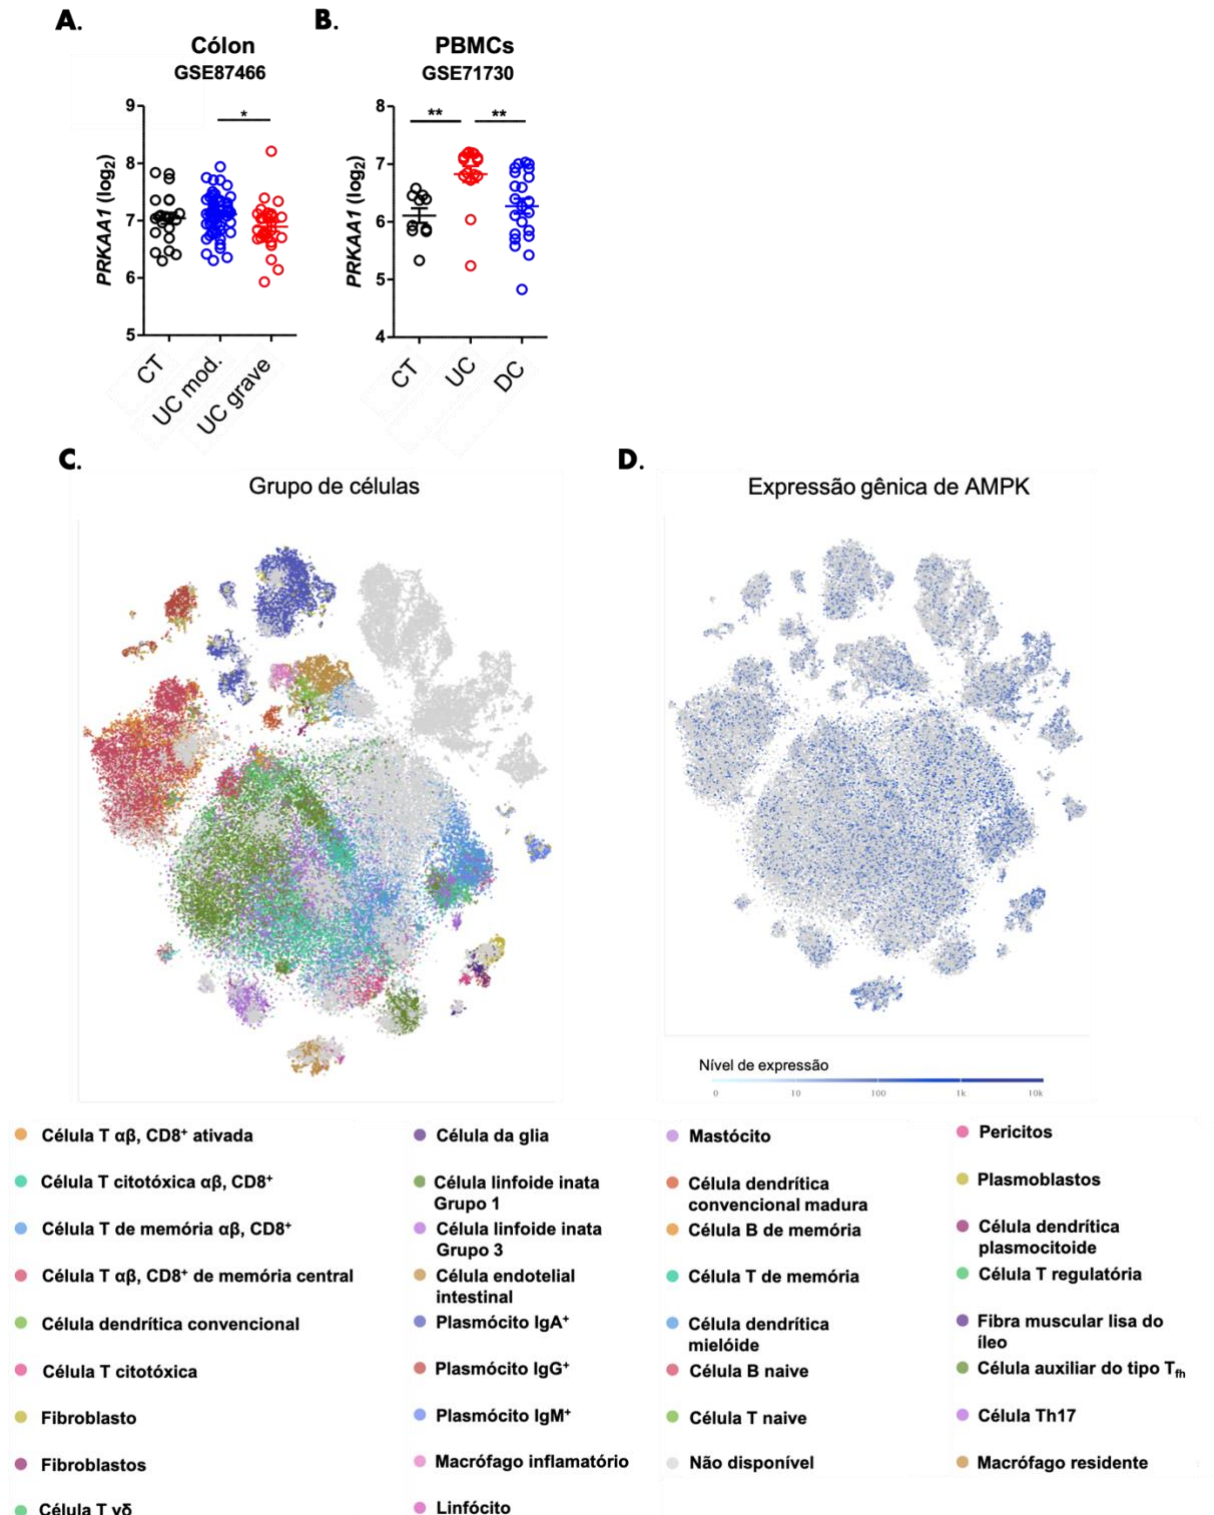 A.
Cólon
GSE87466
PRKAA1 (log2)
9
8
7
6
5
*
CT
UC mod.
UC grave
B.
PBMCs
GSE71730
PRKAA1 (log2)
8
7
6
5
4
**
**
CT
UC
DC
C.
Grupo de células
D.
Expressão gênica de AMPK
Nível de expressão
0 10 100 1k 10k
Célula T αβ, CD8+ ativada
Célula T citotóxica αβ, CD8+
Célula T de memória αβ, CD8+
Célula T αβ, CD8+ de memória central
Célula dendrítica convencional
Célula T citotóxica
Fibroblasto
Fibroblastos
Célula T γδ
Célula da glia
Célula linfoide inata
Grupo 1
Célula linfoide inata
Grupo 3
Célula endotelial
intestinal
Plasmócito IgA+
Plasmócito IgG+
Plasmócito IgM+
Macrófago inflamatório
Linfócito
Mastócito
Célula dendrítica
convencional madura
Célula B de memória
Célula T de memória
Célula dendrítica
mielóide
Célula B naive
Célula T naive
Não disponível
Pericitos
Plasmoblastos
Célula dendrítica
plasmocitoide
Célula T regulatória
Fibra muscular lisa do
íleo
Célula auxiliar do tipo Tfh
Célula Th17
Macrófago residente